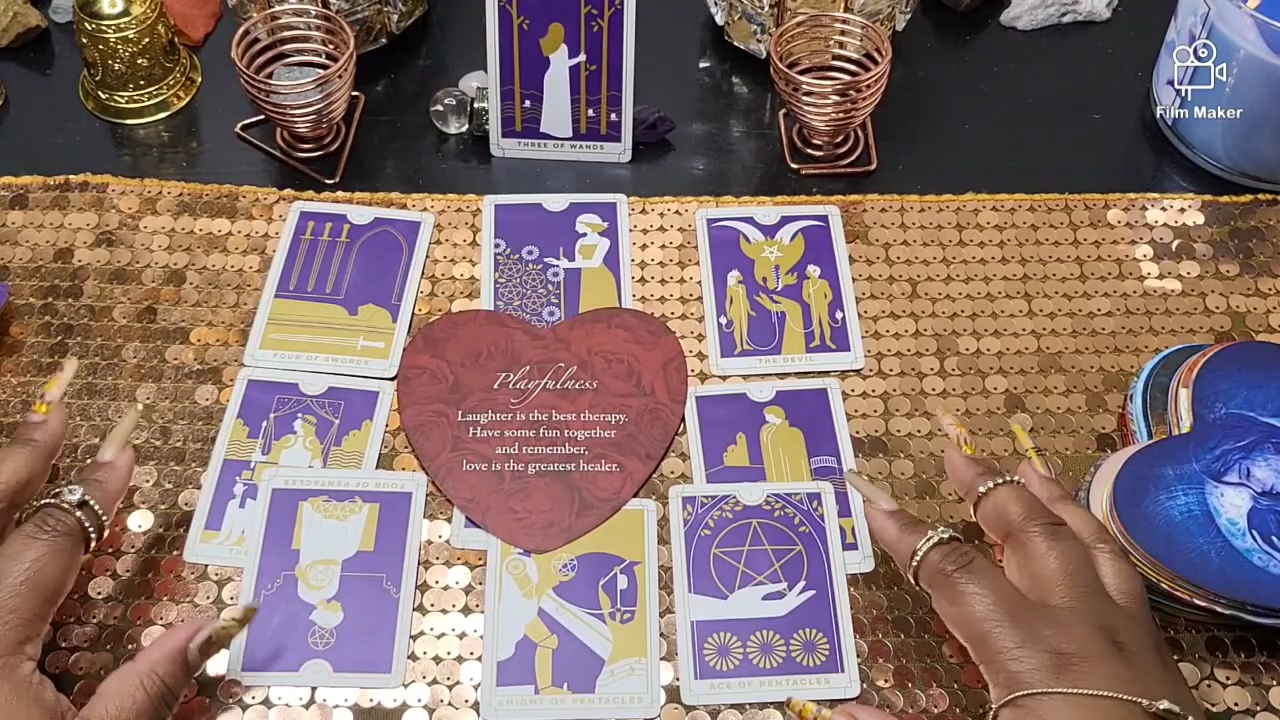 Film Maker
THREE OF WANDS
FOUR OF SWORDS
THE DEVIL
Playfulness
Laughter is the best therapy.
Have some fun together
and remember,
love is the greatest healer.
FOUR OF PENTACLES
ACE OF PENTACLES
KNIGHT OF PENTACLES